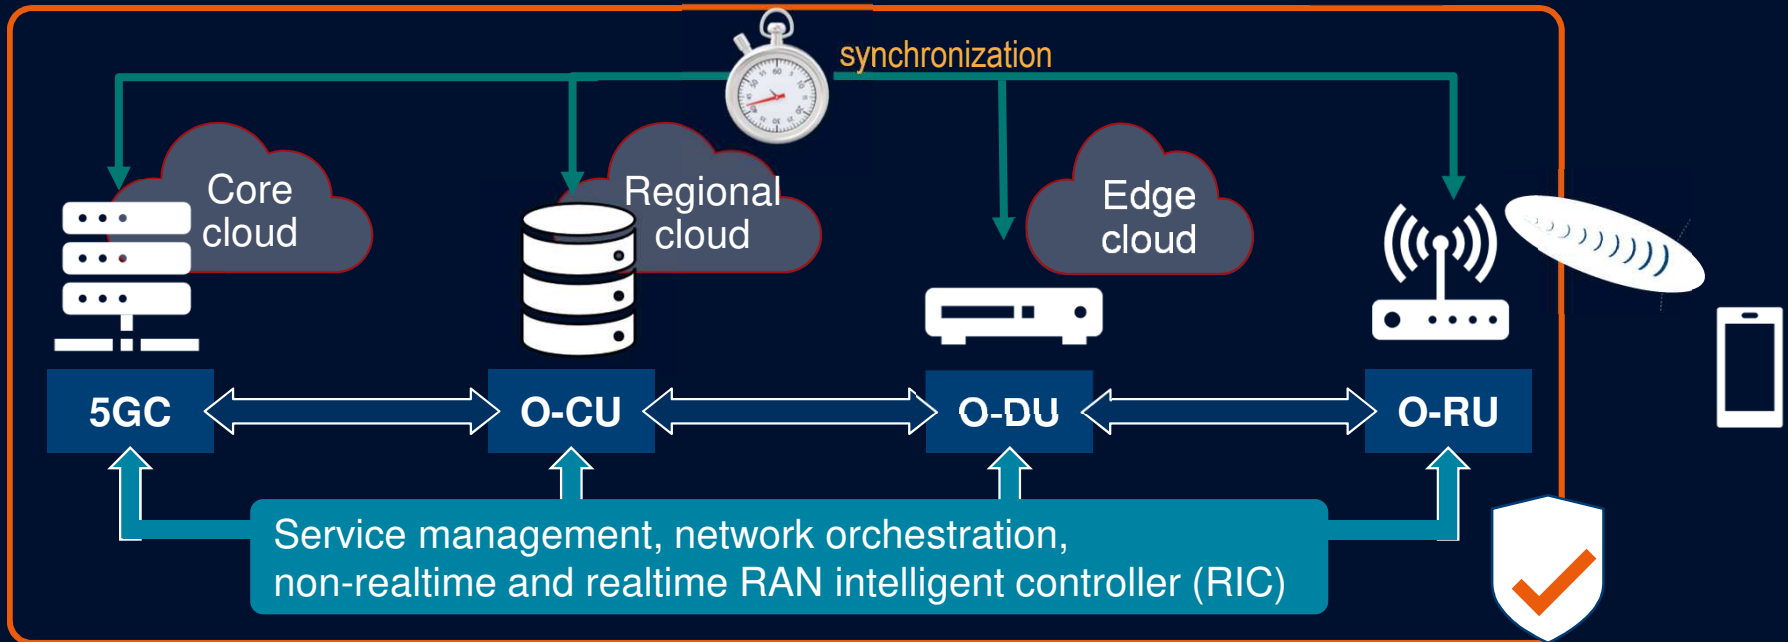 synchronization
Core
cloud
Regional
cloud
Edge
cloud
5GC
O-CU
O-DU
O-RU
Service management, network orchestration,
non-realtime and realtime RAN intelligent controller (RIC)